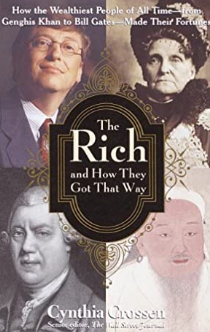 How the Wealthiest People of All Time—from
Genghis Khan to Bill Gates—Made Their Fortunes
The
Rich
and How They
Got That Way
Cynthia Crossen
Senior editor, The Wall Street Journal